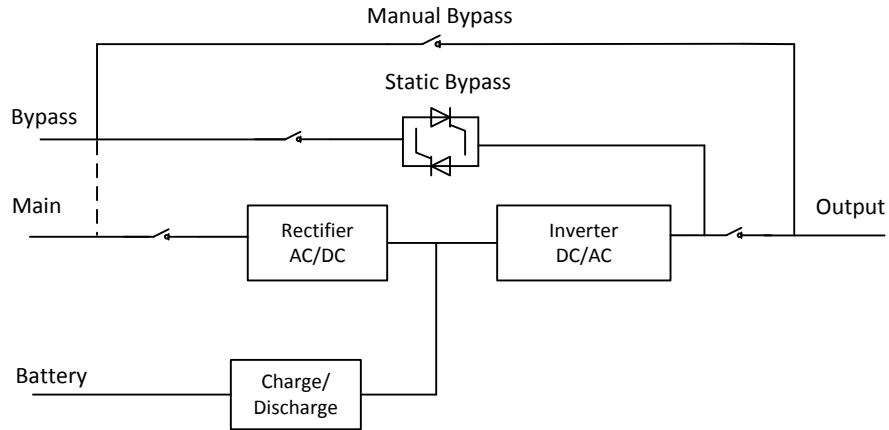 Manual Bypass
Static Bypass
Bypass
Main
Rectifier
AC/DC
Inverter
DC/AC
Output
Battery
Charge/
Discharge